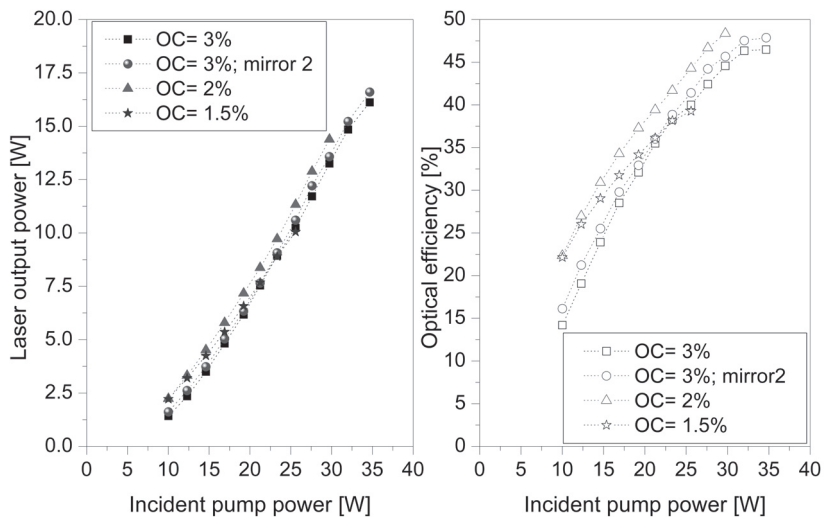 20.0
17.5
15.0
12.5
10.0
7.5
5.0
2.5
0.0
Laser output power [W]
OC= 3%
OC= 3%; mirror 2
OC= 2%
OC= 1.5%
0 5 10 15 20 25 30 35 40
Incident pump power [W]
50
45
40
35
30
25
20
15
10
5
0
Optical efficiency [%]
OC= 3%
OC= 3%; mirror2
OC= 2%
OC= 1.5%
0 5 10 15 20 25 30 35 40
Incident pump power [W]